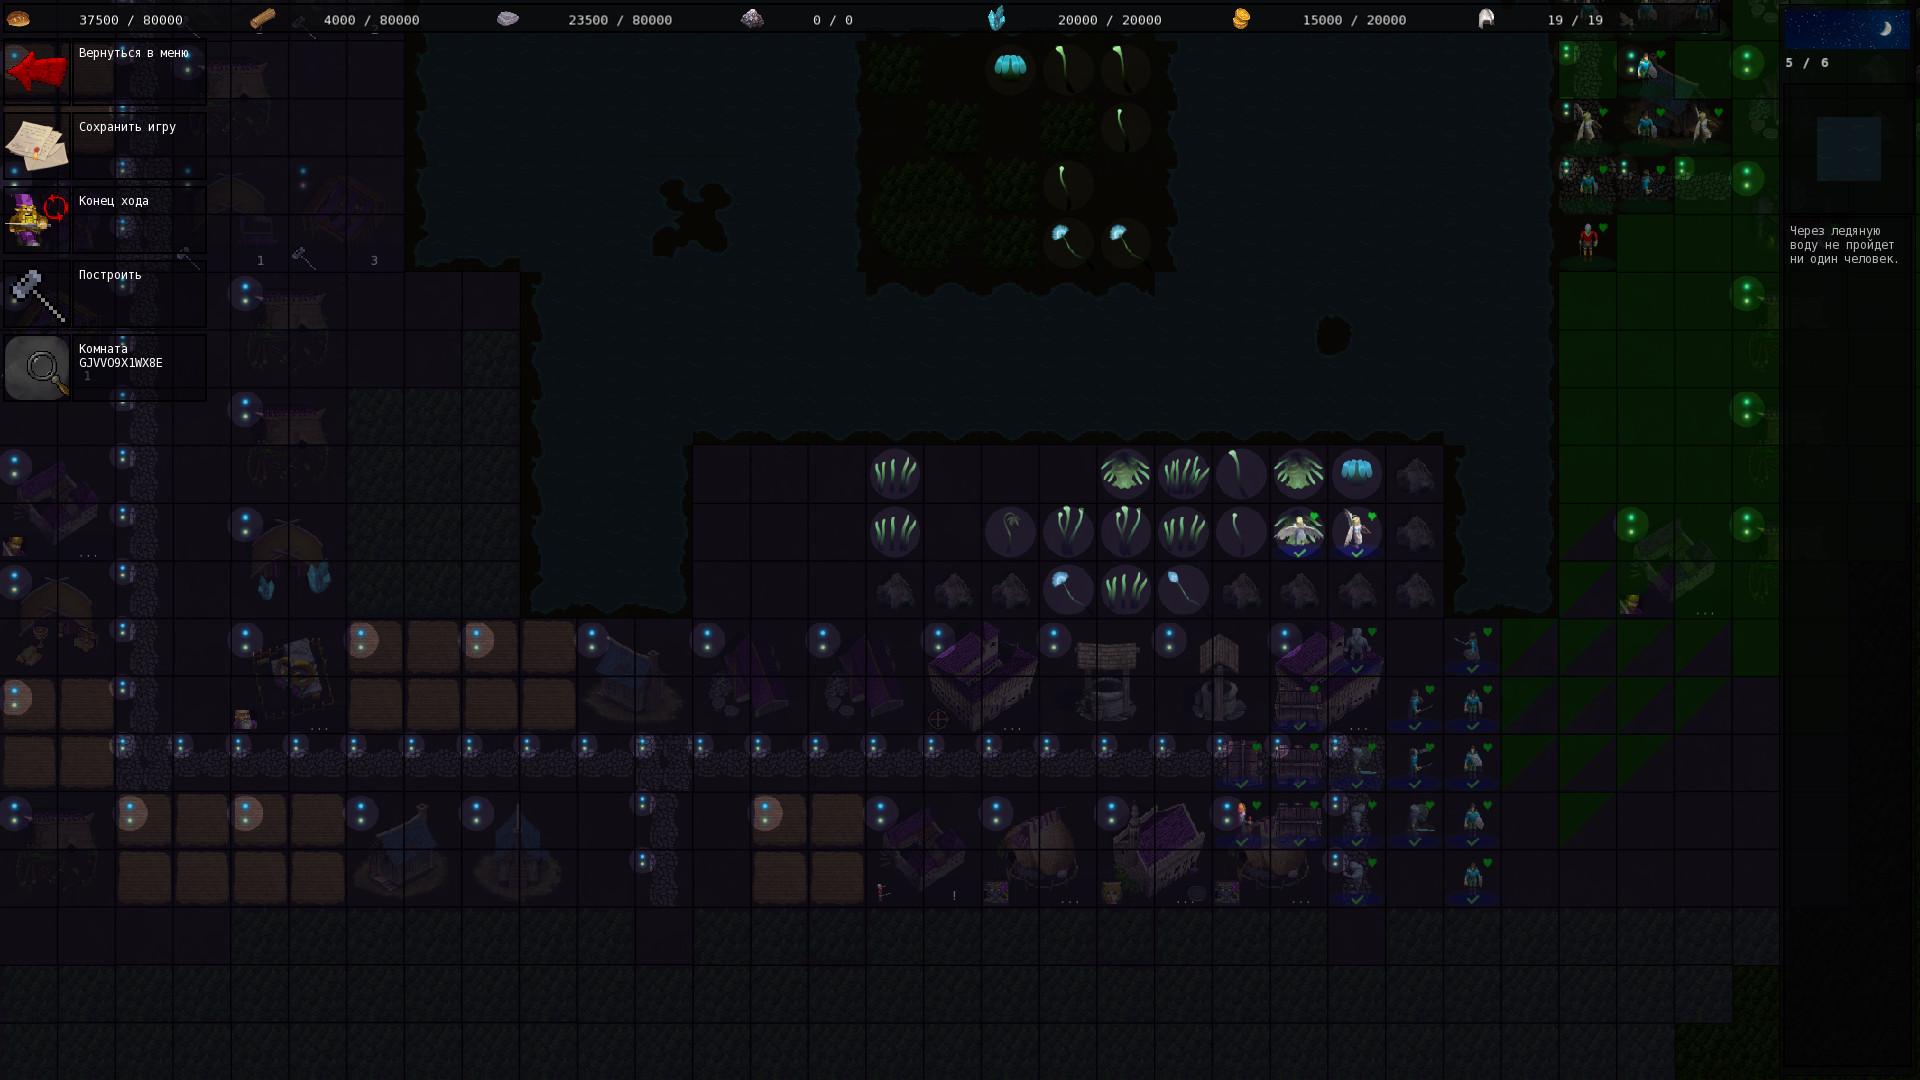 37500 / 80000
4000 / 80000
23500 / 80000
0 / 0
20000 / 20000
15000 / 20000
19 / 19
5 / 6
Вернуться в меню
Сохранить игру
Конец хода
Построить
Комната
GJVVO9X1WX8E
1
1
3
Через ледяную
воду не пройдет
ни один человек.